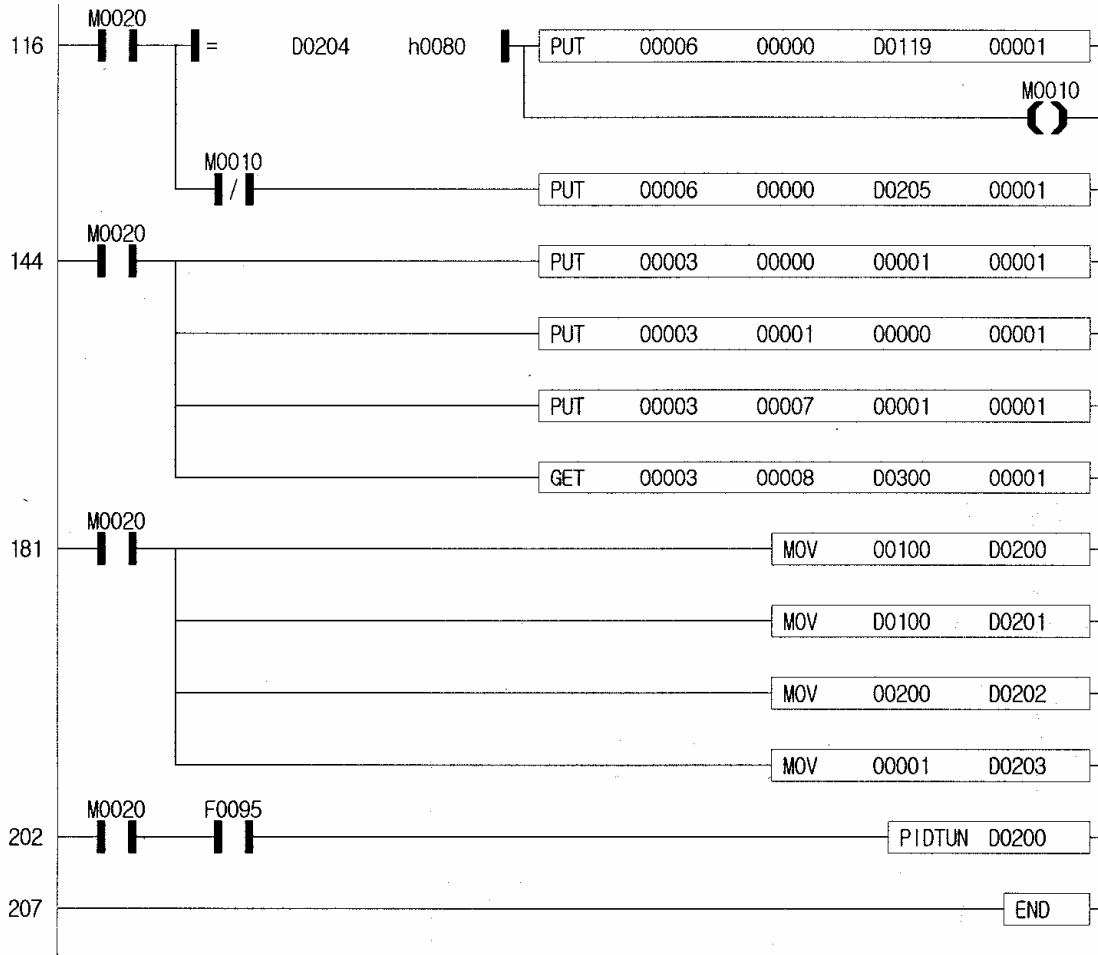 M0020
116 = D0204 h0080 PUT 00006 00000 D0119 00001
M0010
( )
M0010
/ PUT 00006 00000 D0205 00001
M0020
144 PUT 00003 00000 00001 00001
PUT 00003 00001 00000 00001
PUT 00003 00007 00001 00001
GET 00003 00008 D0300 00001
M0020
181 MOV 00100 D0200
MOV D0100 D0201
MOV 00200 D0202
MOV 00001 D0203
M0020 F0095
202 PIDTUN D0200
207 END